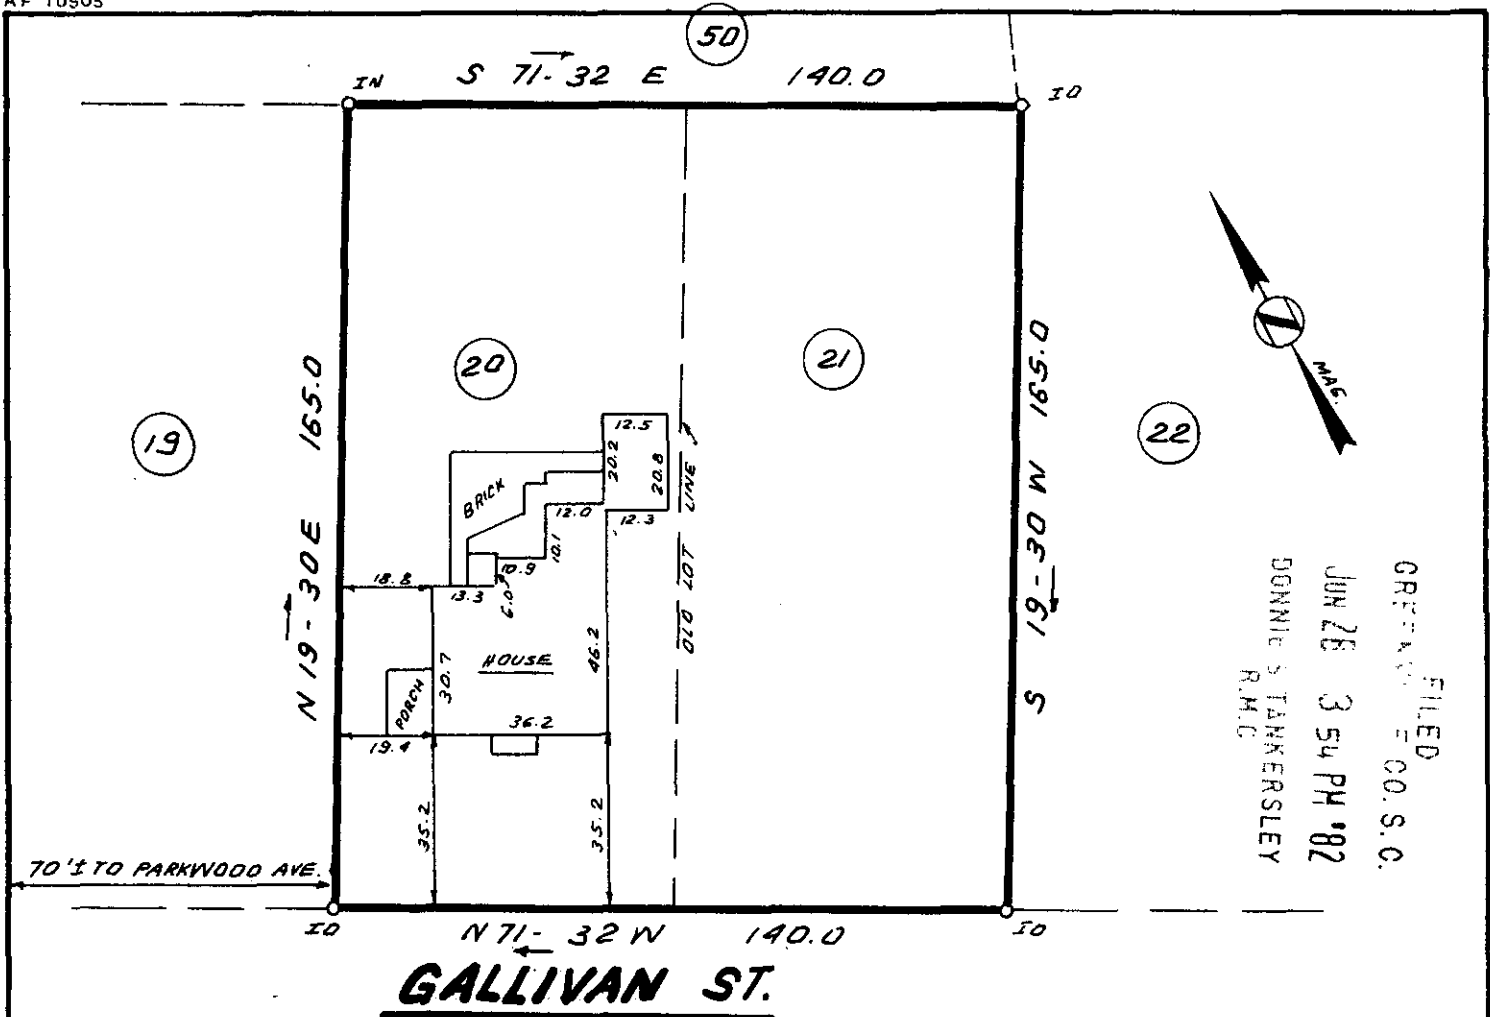 50
S 71-32 E 140.0
IN
IO
N 19-30 E 165.0
20
21
19
22
S 19-30 W 165.0
MAG.
12.5
20.2
20.8
BRICK
12.0
12.3
10.1
10.9
OLD LOT LINE
18.8
13.3
6.0
46.2
HOUSE
30.7
PORCH
36.2
19.4
35.2
35.2
70'± TO PARKWOOD AVE.
IO
N 71-32 W 140.0
IO
GALLIVAN ST.
FILED
CO. S. C.
JUN 28 3 54 PM '82
DONNIE S TANKERSLEY
R.M.C